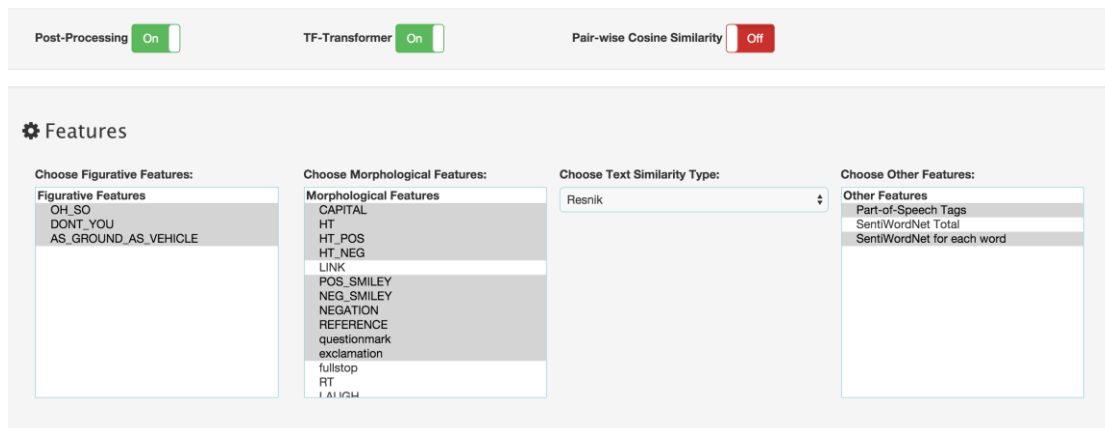 Post-Processing On TF-Transformer On Pair-wise Cosine Similarity Off
Features
Choose Figurative Features:
Figurative Features
OH_SO
DONT_YOU
AS_GROUND_AS_VEHICLE
Choose Morphological Features:
Morphological Features
CAPITAL
HT
HT_POS
HT_NEG
LINK
POS_SMILEY
NEG_SMILEY
NEGATION
REFERENCE
questionmark
exclamation
fullstop
RT
LAUGH
Choose Text Similarity Type:
Resnik
Choose Other Features:
Other Features
Part-of-Speech Tags
SentiWordNet Total
SentiWordNet for each word